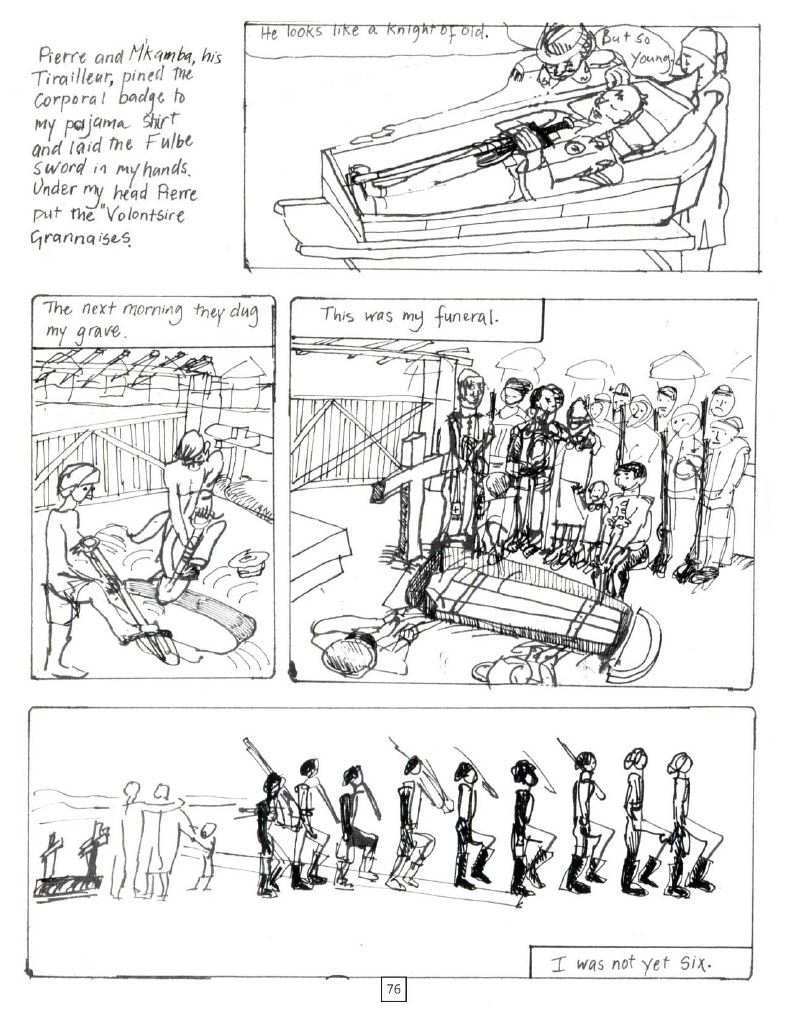 Pierre and M'kamba, his
Tirailleur, pined the
Corporal badge to
my pajama shirt
and laid the Fulbe
sword in my hands.
Under my head Pierre
put the "Volontsire
Grannaises.
He looks like a Knight of old.
But so
Young.
The next morning they dug
my grave.
This was my funeral.
I was not yet six.
76